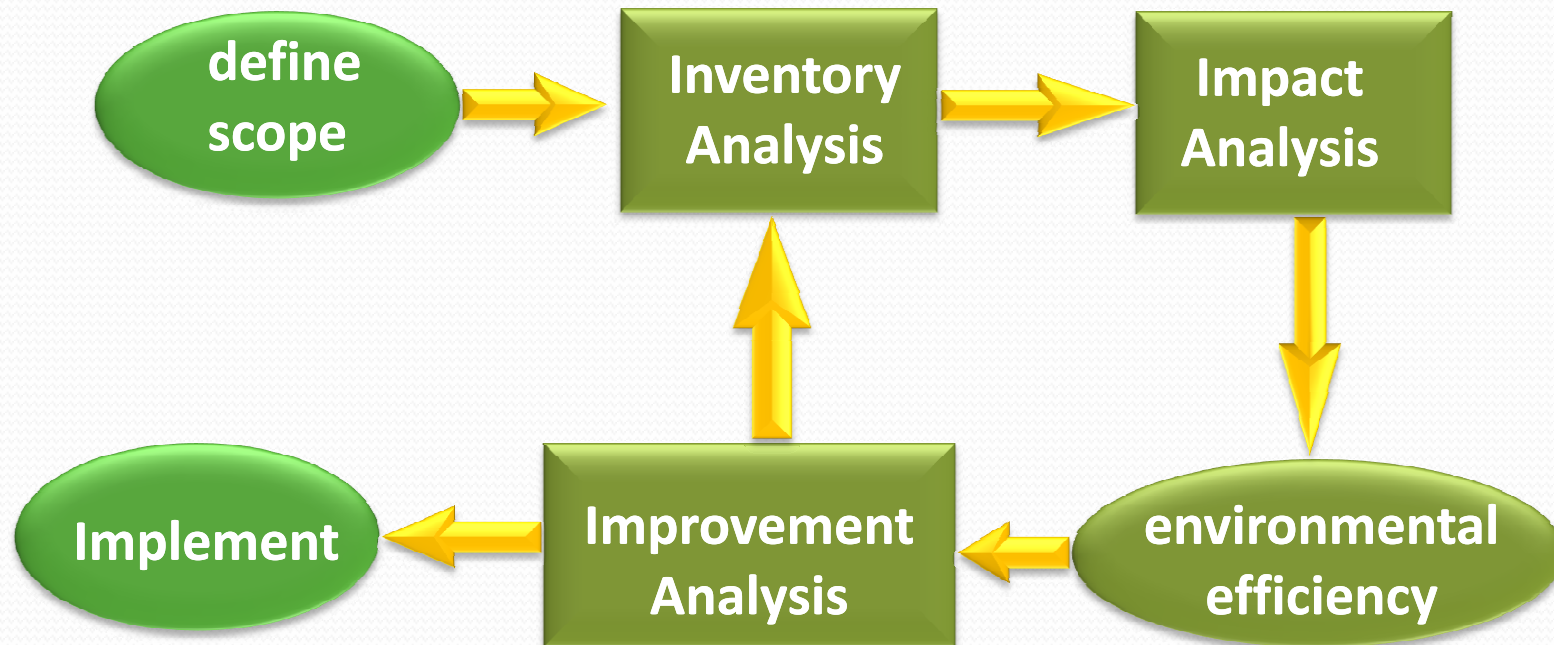 define
scope
Inventory
Analysis
Impact
Analysis
Implement
Improvement
Analysis
environmental
efficiency